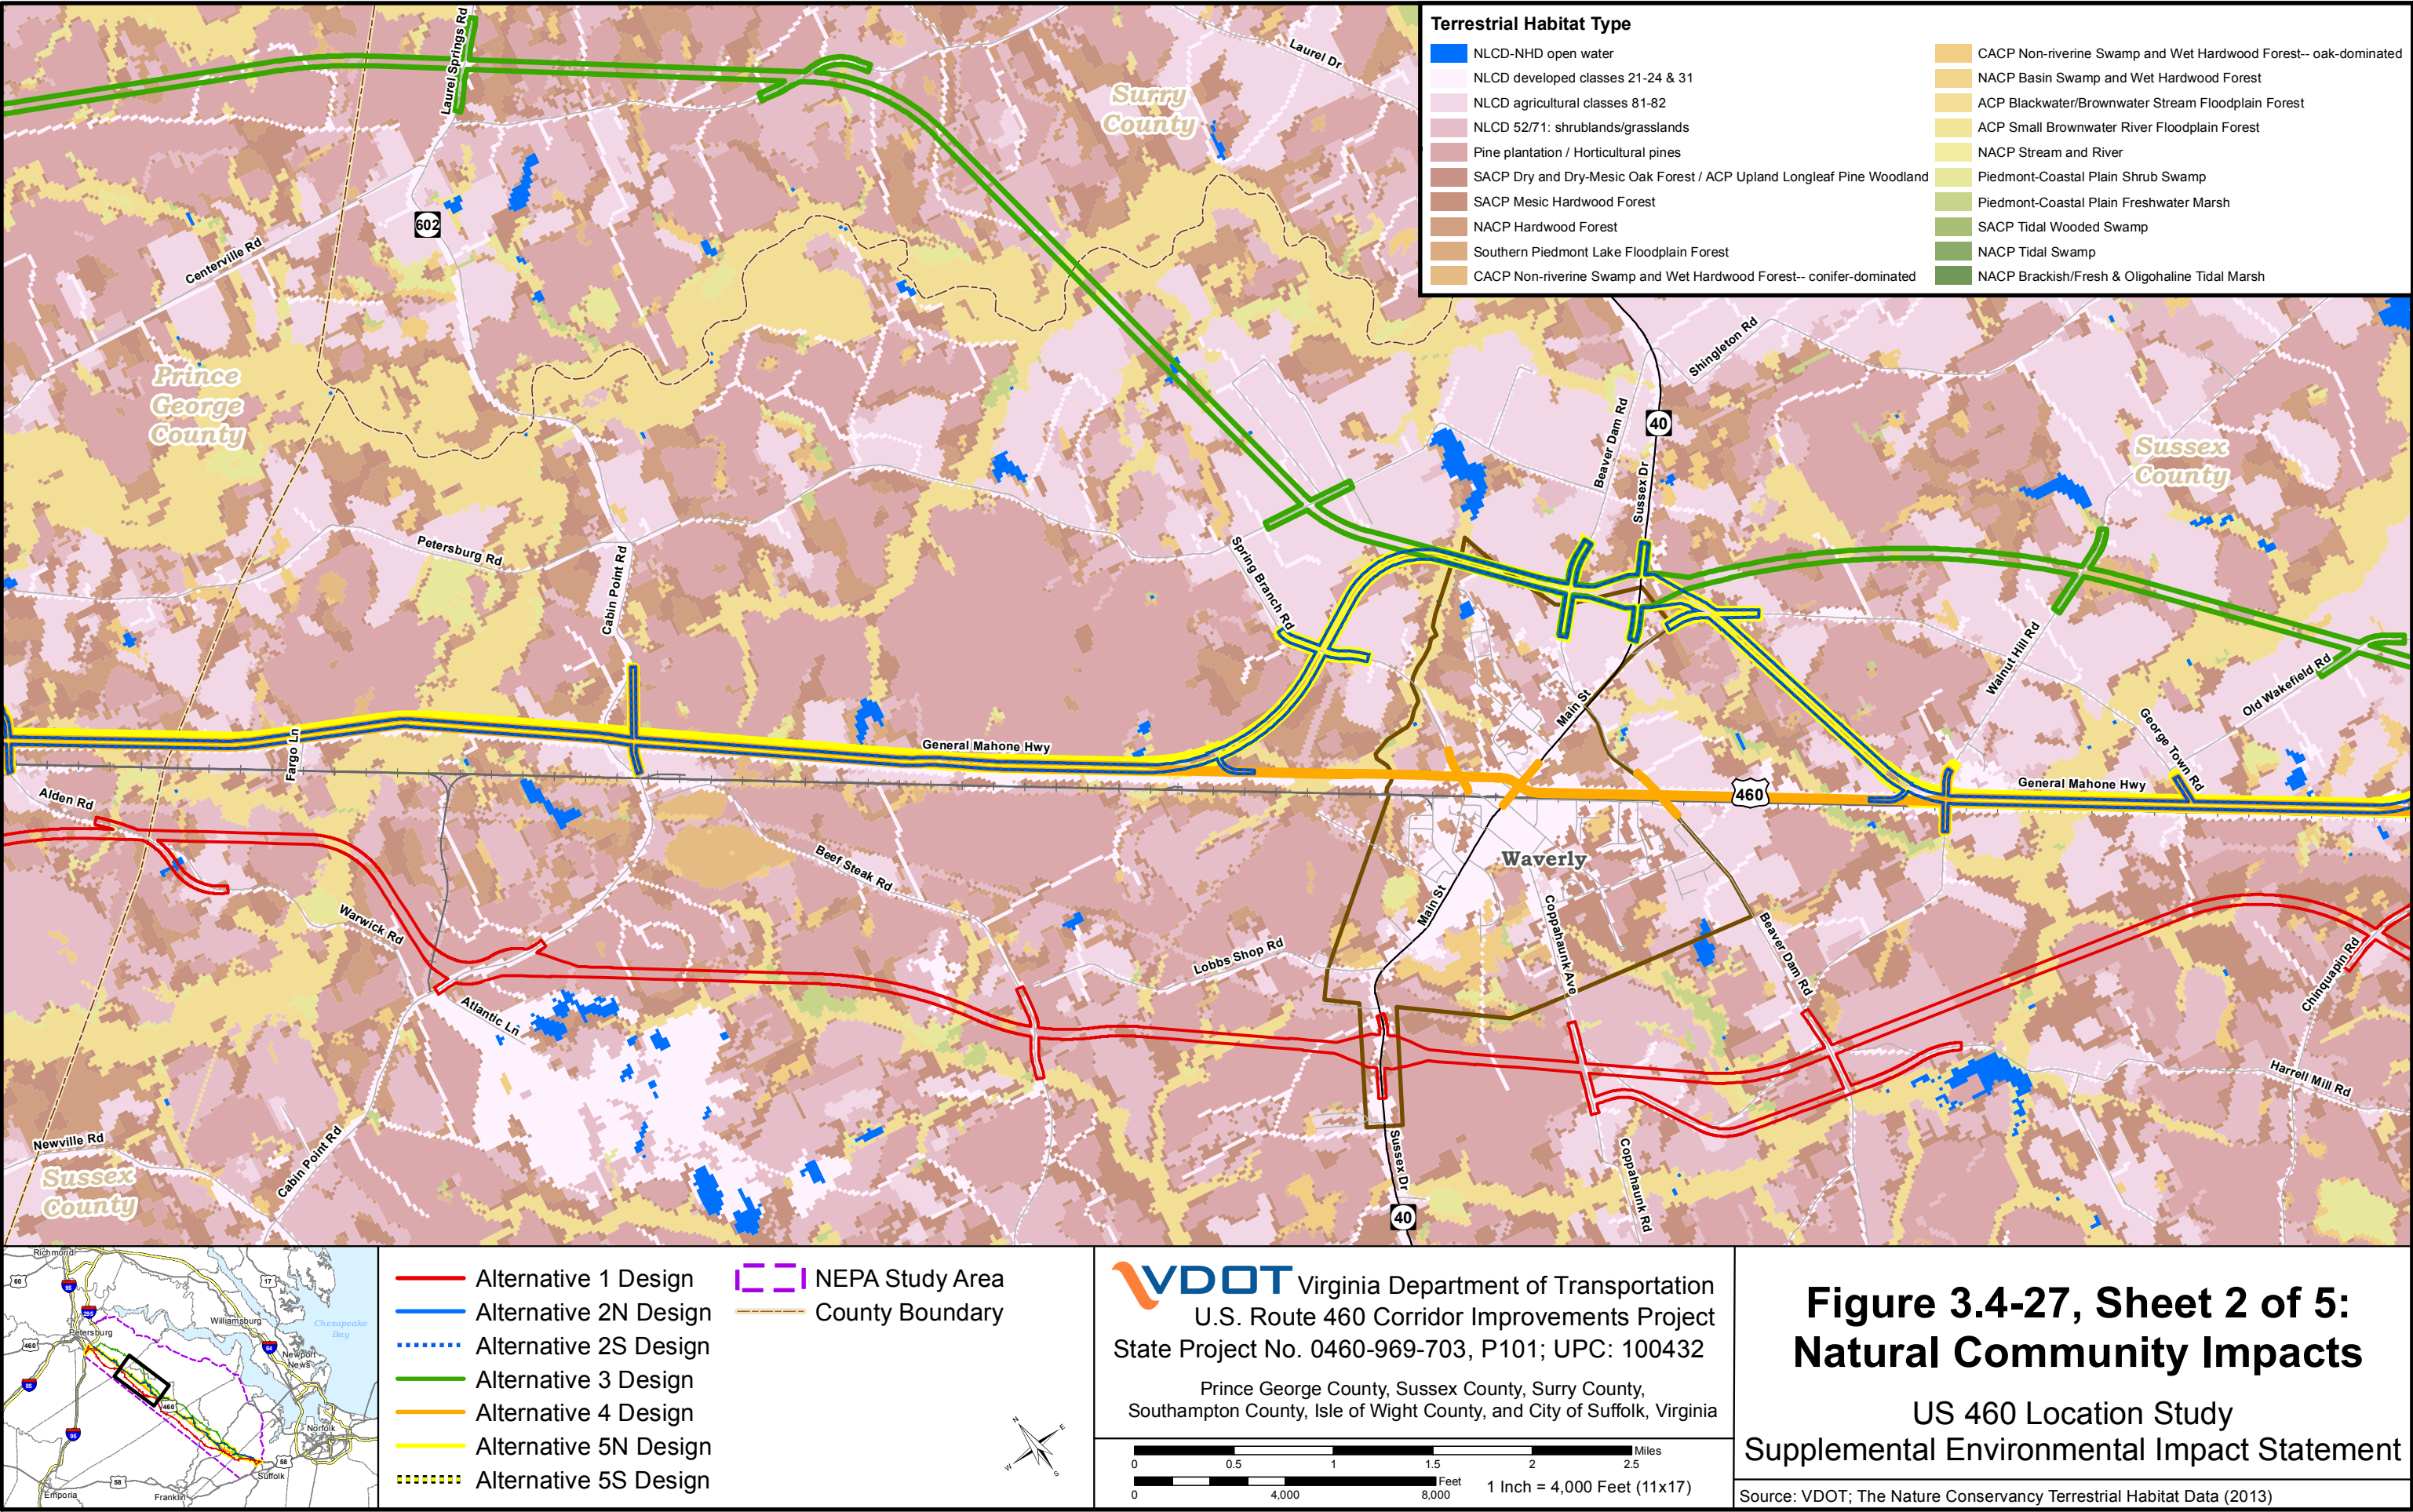 Terrestrial Habitat Type
NLCD-NHD open water
NLCD developed classes 21-24 & 31
NLCD agricultural classes 81-82
NLCD 52/71: shrublands/grasslands
Pine plantation / Horticultural pines
SACP Dry and Dry-Mesic Oak Forest / ACP Upland Longleaf Pine Woodland
SACP Mesic Hardwood Forest
NACP Hardwood Forest
Southern Piedmont Lake Floodplain Forest
CACP Non-riverine Swamp and Wet Hardwood Forest-- conifer-dominated
CACP Non-riverine Swamp and Wet Hardwood Forest-- oak-dominated
NACP Basin Swamp and Wet Hardwood Forest
ACP Blackwater/Brownwater Stream Floodplain Forest
ACP Small Brownwater River Floodplain Forest
NACP Stream and River
Piedmont-Coastal Plain Shrub Swamp
Piedmont-Coastal Plain Freshwater Marsh
SACP Tidal Wooded Swamp
NACP Tidal Swamp
NACP Brackish/Fresh & Oligohaline Tidal Marsh
Laurel Springs Rd
Laurel Dr
Surry
County
602
Centerville Rd
Shingleton Rd
Prince
George
County
Beaver Dam Rd
40
Sussex Dr
Sussex
County
Petersburg Rd
Cabin Point Rd
Spring Branch Rd
Walnut Hill Rd
Old Wakefield Rd
George Town Rd
Main St
Fargo Ln
General Mahone Hwy
460
General Mahone Hwy
Alden Rd
Beef Steak Rd
Waverly
Main St
Warwick Rd
Coppahaunk Ave
Beaver Dam Rd
Lobbs Shop Rd
Chinquapin Rd
Atlantic Ln
Harrell Mill Rd
Newville Rd
Cabin Point Rd
Sussex
County
Sussex Dr
Coppahaunk Rd
40
Richmond
60
95
295
17
Petersburg
Williamsburg
Chesapeake
Bay
460
64
Newport
News
85
460
95
Norfolk
58
58
Suffolk
Emporia
Franklin
Alternative 1 Design
Alternative 2N Design
Alternative 2S Design
Alternative 3 Design
Alternative 4 Design
Alternative 5N Design
Alternative 5S Design
NEPA Study Area
County Boundary
N
E
W
S
VDOT Virginia Department of Transportation
U.S. Route 460 Corridor Improvements Project
State Project No. 0460-969-703, P101; UPC: 100432
Prince George County, Sussex County, Surry County,
Southampton County, Isle of Wight County, and City of Suffolk, Virginia
Miles
0 0.5 1 1.5 2 2.5
Feet
0 4,000 8,000
1 Inch = 4,000 Feet (11x17)
Figure 3.4-27, Sheet 2 of 5:
Natural Community Impacts
US 460 Location Study
Supplemental Environmental Impact Statement
Source: VDOT; The Nature Conservancy Terrestrial Habitat Data (2013)